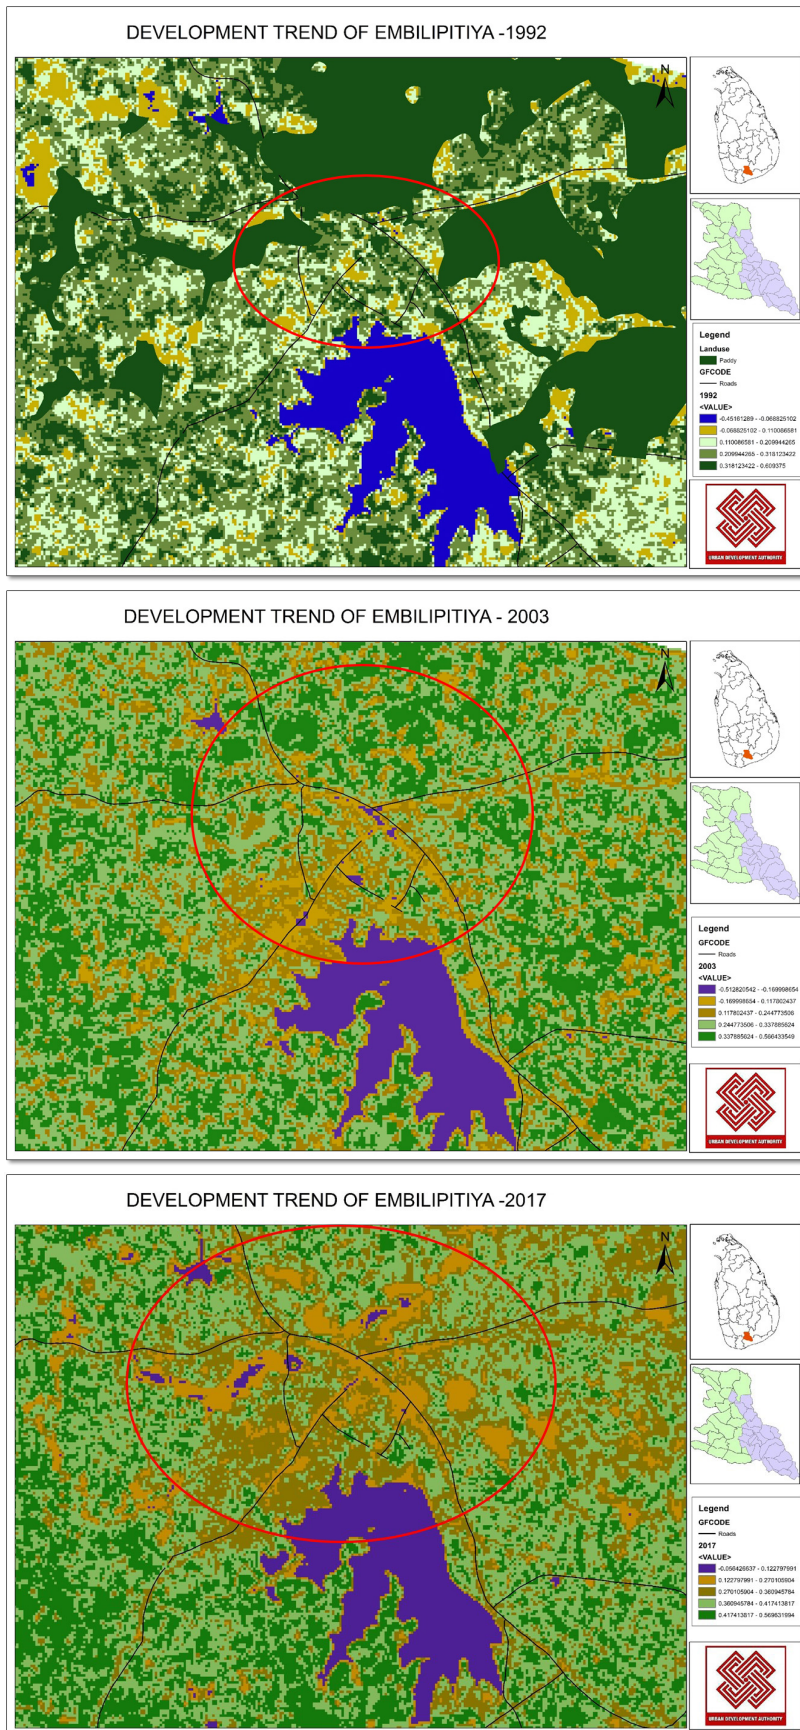 DEVELOPMENT TREND OF EMBILIPITIYA -1992
N
Legend
Landuse
Paddy
GFCODE
Roads
1992
<VALUE>
-0.45161289 - -0.068825102
-0.068825102 - 0.110086581
0.110086581 - 0.209944265
0.209944265 - 0.318123422
0.318123422 - 0.609375
URBAN DEVELOPMENT AUTHORITY
DEVELOPMENT TREND OF EMBILIPITIYA - 2003
N
Legend
GFCODE
Roads
2003
<VALUE>
-0.512820542 - -0.169998654
-0.169998654 - 0.117802437
0.117802437 - 0.244773506
0.244773506 - 0.337885624
0.337885624 - 0.566433549
URBAN DEVELOPMENT AUTHORITY
DEVELOPMENT TREND OF EMBILIPITIYA -2017
N
Legend
GFCODE
Roads
2017
<VALUE>
-0.056426637 - 0.122797991
0.122797991 - 0.270105904
0.270105904 - 0.360945784
0.360945784 - 0.417413817
0.417413817 - 0.569631994
URBAN DEVELOPMENT AUTHORITY